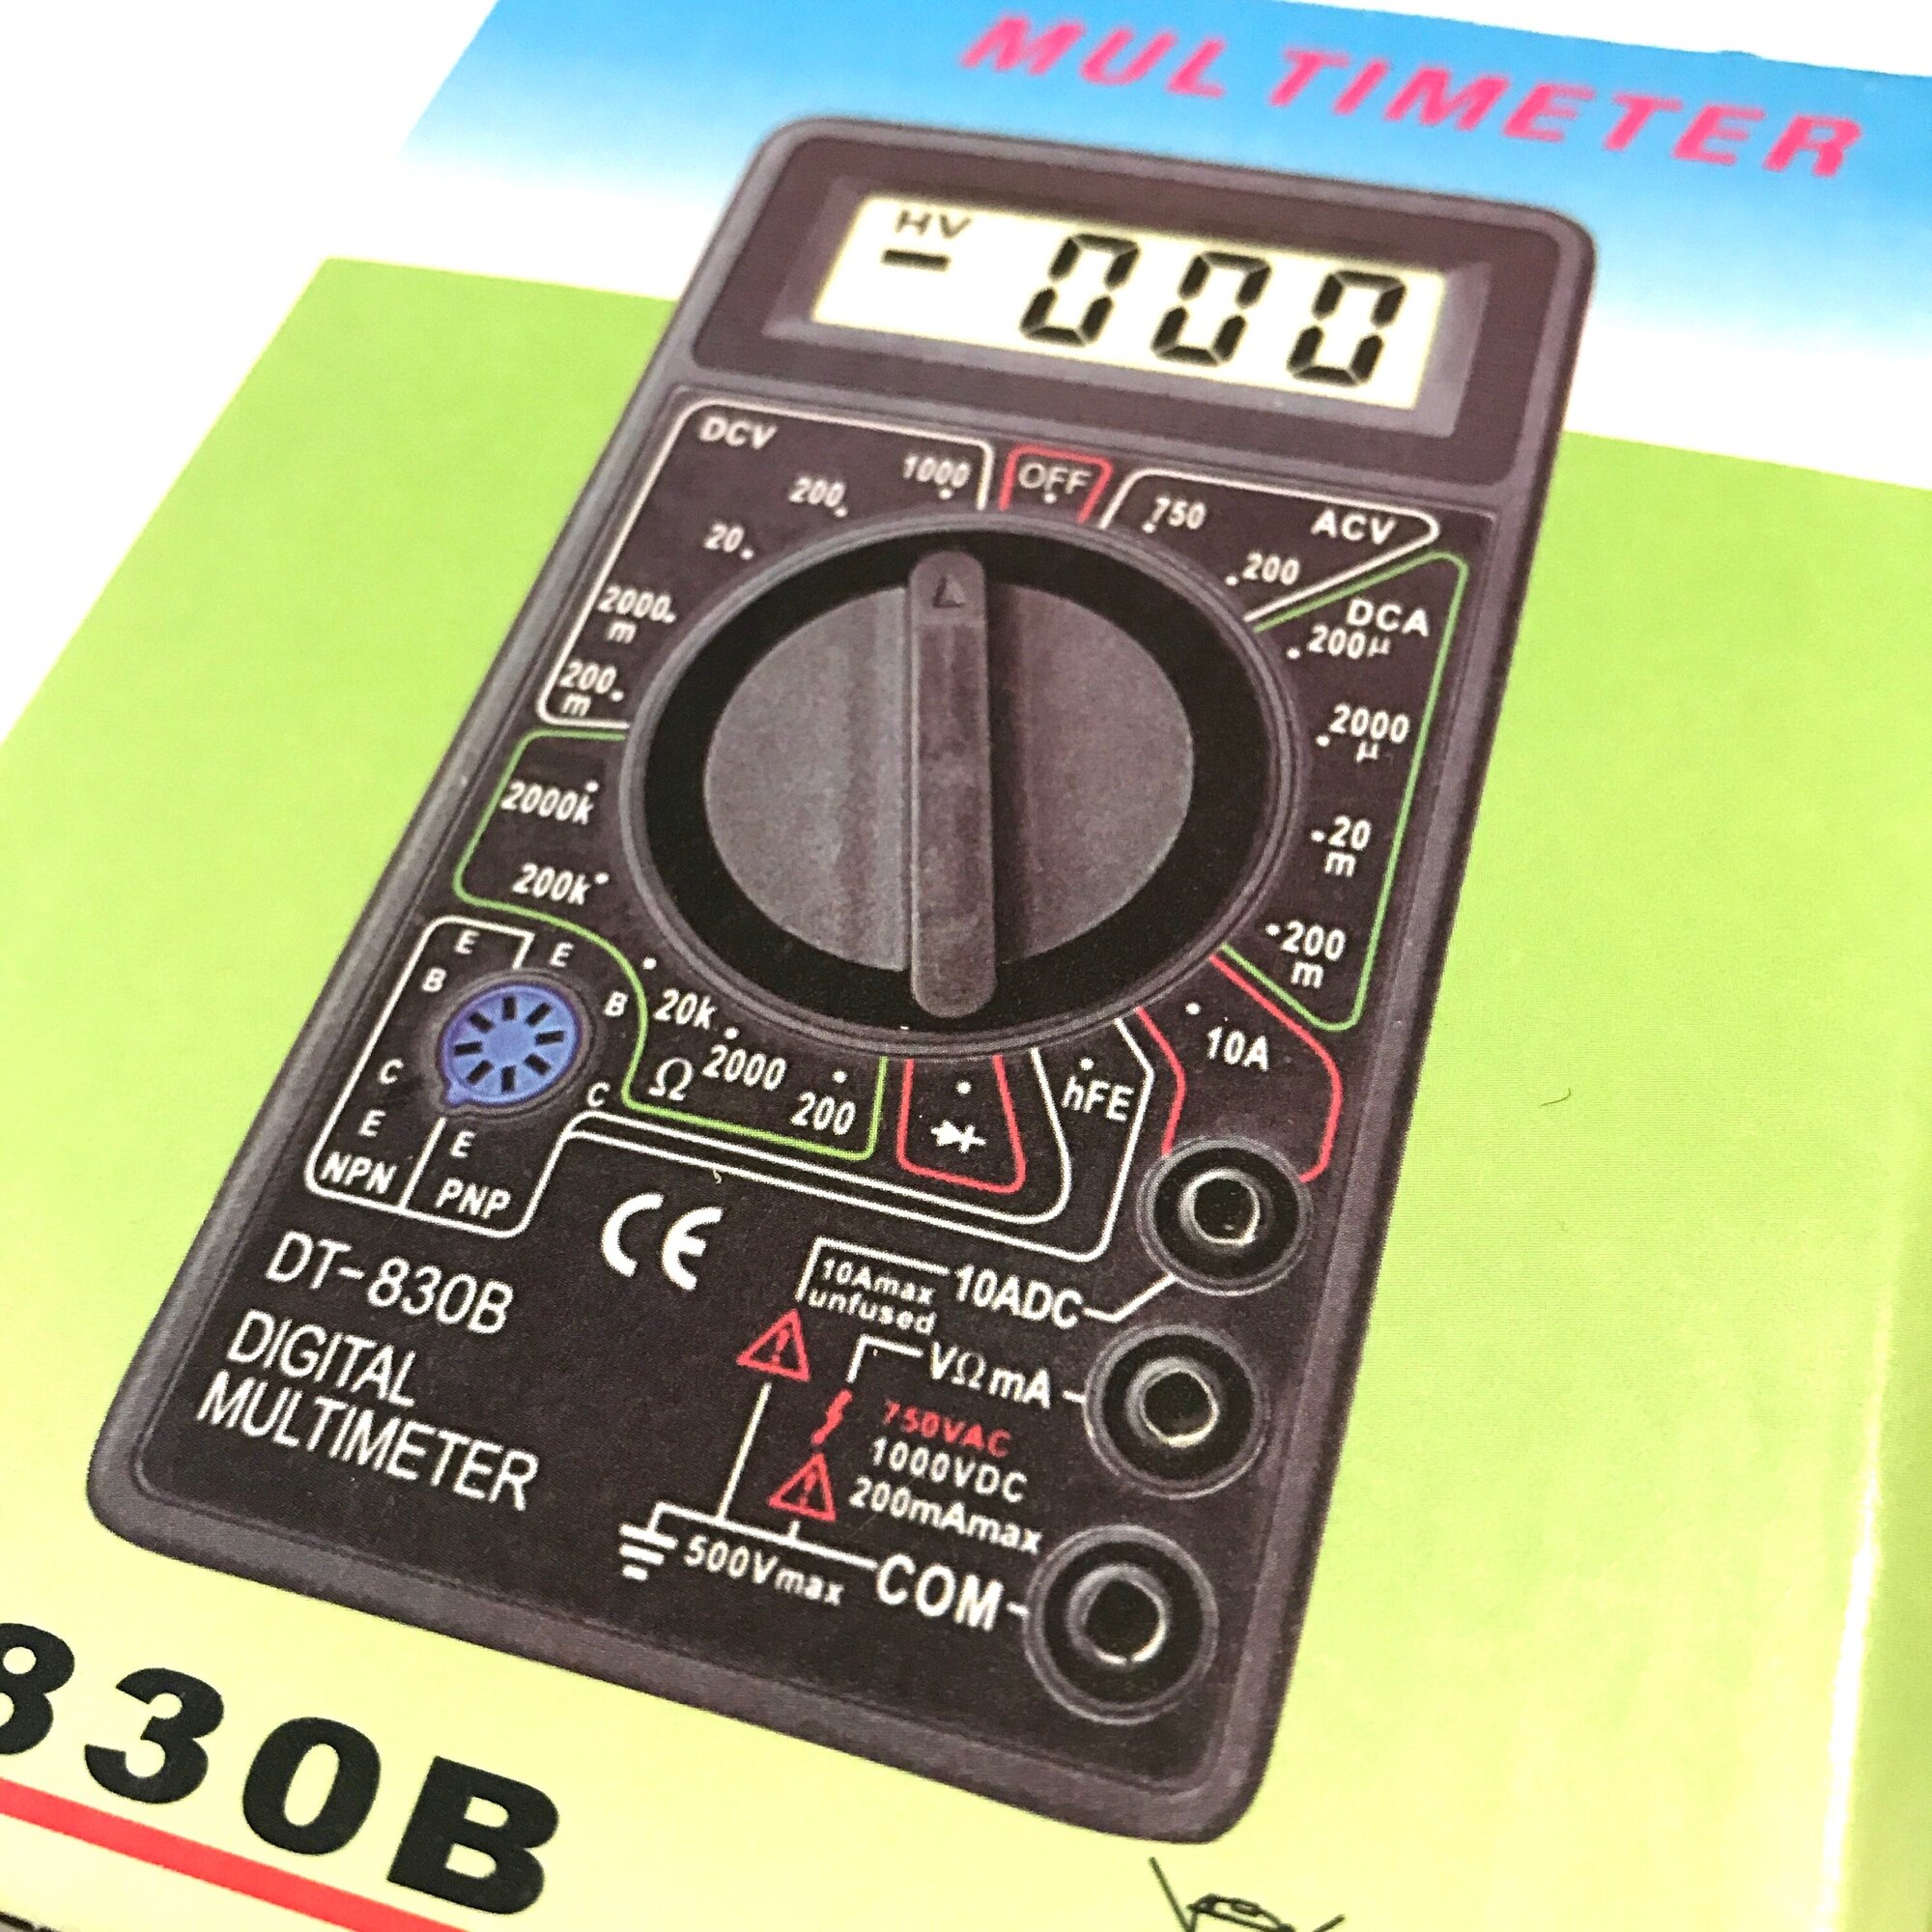 MULTIMETER
HV
- 000
DCV
1000
OFF
750
ACV
200
20
2000
m
200
m
200
DCA
200μ
2000
μ
20
m
200
m
2000k
200k
20k
2000
200
Ω
hFE
10A
E
E
B
B
C
C
E
E
NPN
PNP
CE
DT-830B
DIGITAL
MULTIMETER
10Amax
unfused
10ADC
VΩmA
750VAC
1000VDC
200mAmax
500Vmax
COM
830B